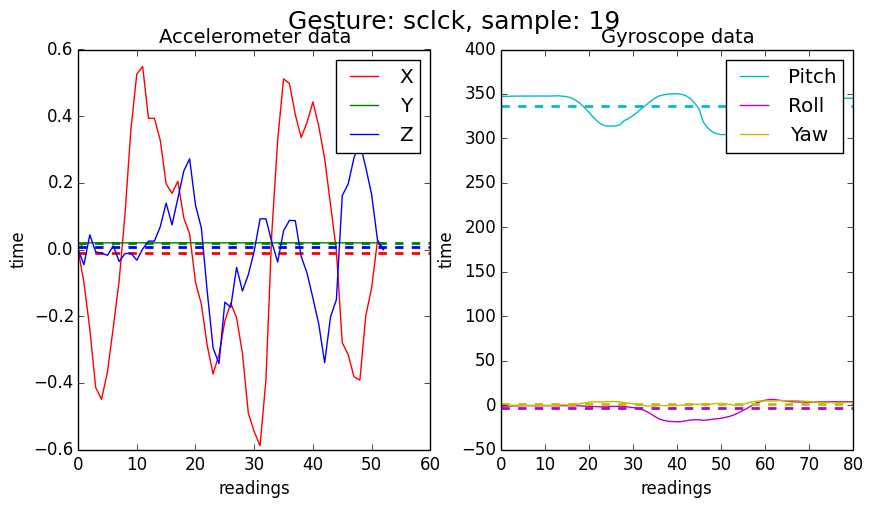 Gesture: sclck, sample: 19
Accelerometer data
0.6
0.4
0.2
0.0
−0.2
−0.4
−0.6
0 10 20 30 40 50 60
time
readings
X
Y
Z
Gyroscope data
400
350
300
250
200
150
100
50
0
−50
0 10 20 30 40 50 60 70 80
time
readings
Pitch
Roll
Yaw